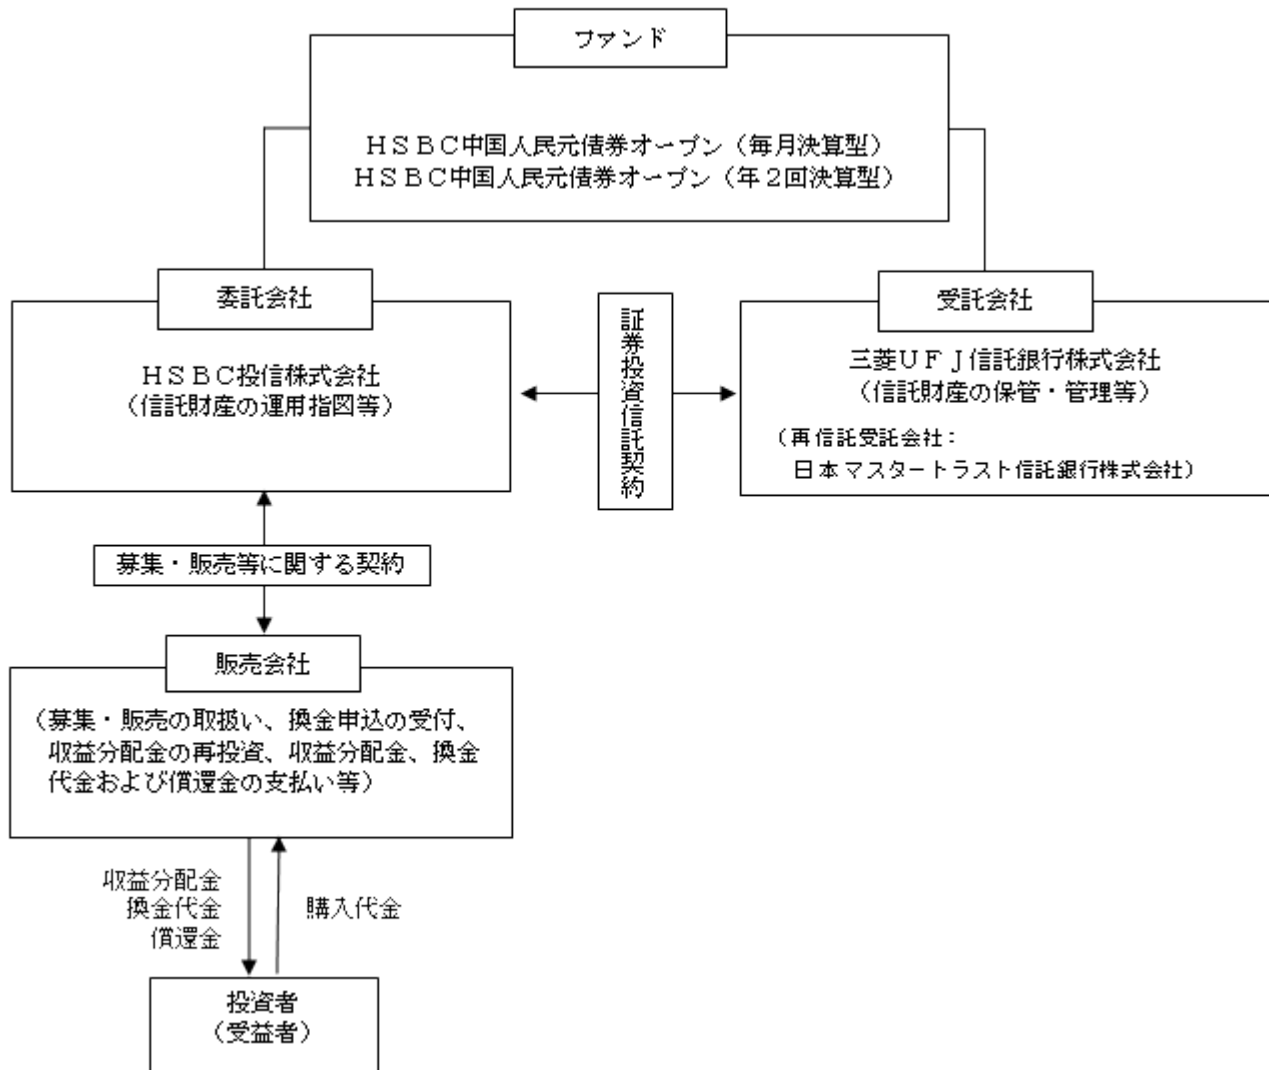 ファンド
ＨＳＢＣ中国人民元債券オープン（毎月決算型）
ＨＳＢＣ中国人民元債券オープン（年２回決算型）
委託会社
ＨＳＢＣ投信株式会社
（信託財産の運用指図等）
証券投資信託契約
受託会社
三菱ＵＦＪ信託銀行株式会社
（信託財産の保管・管理等）
（再信託受託会社：
日本マスタートラスト信託銀行株式会社）
募集・販売等に関する契約
販売会社
（募集・販売の取扱い、換金申込の受付、
収益分配金の再投資、収益分配金、換金
代金および償還金の支払い等）
収益分配金
換金代金
償還金
購入代金
投資者
（受益者）